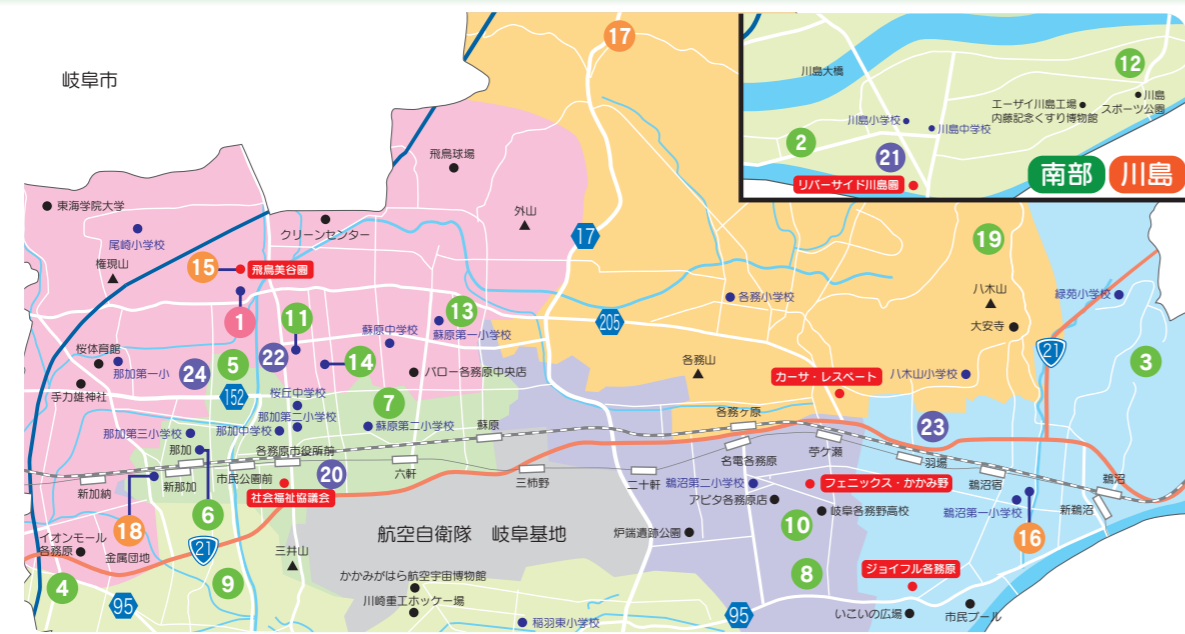 岐阜市
17
飛鳥球場
東海学院大学
尾崎小学校
クリーンセンター
外山
17
権現山
15
飛鳥美谷園
1
11
13
蘇原中学校
蘇原第一小学校
205
各務小学校
19
八木山
緑苑小学校
大安寺
21
3
桜体育館
那加第一小
24
5
22
14
バロー各務原中央店
各務山
カーサ・レスペート
八木山小学校
手力雄神社
152
桜丘中学校
那加第二小学校
7
那加中学校
蘇原第二小学校
蘇原
各務ヶ原
23
那加第三小学校
那加
各務原市役所前
20
六軒
三柿野
二十軒
名電各務原
苧ケ瀬
羽場
鵜沼宿
鵜沼
新加納
新那加
市民公園前
社会福祉協議会
鵜沼第二小学校
フェニックス・かかみ野
アピタ各務原店
岐阜各務野高校
鵜沼第一小学校
新鵜沼
18
6
イオンモール
各務原
金属団地
21
三井山
航空自衛隊 岐阜基地
炉端遺跡公園
10
16
4
9
かかみがはら航空宇宙博物館
8
ジョイフル各務原
95
川崎重工ホッケー場
稲羽東小学校
95
いこいの広場
市民プール
川島大橋
12
川島
スポーツ公園
エーザイ川島工場
内藤記念くすり博物館
川島小学校
川島中学校
2
21
リバーサイド川島園
南部
川島